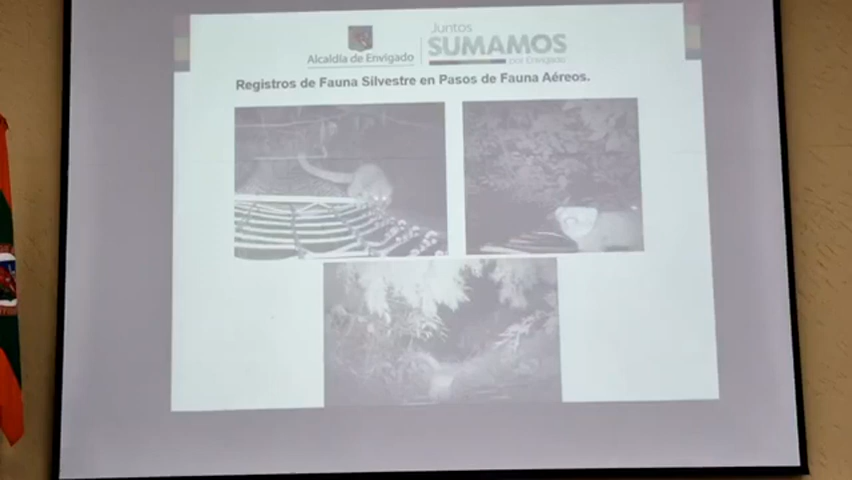 Alcaldía de Envigado
Juntos
SUMAMOS
por Envigado
Registros de Fauna Silvestre en Pasos de Fauna Aéreos.